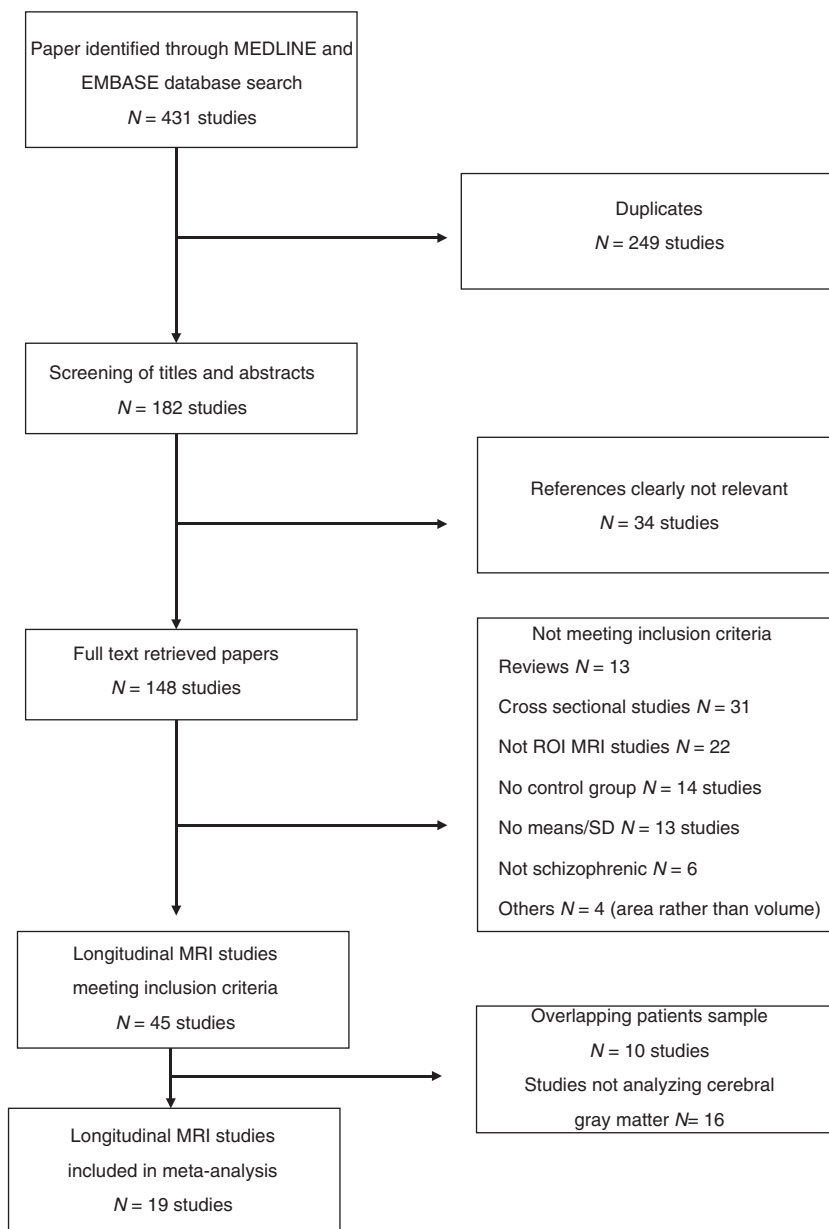 Paper identified through MEDLINE and
EMBASE database search
N = 431 studies
Duplicates
N = 249 studies
Screening of titles and abstracts
N = 182 studies
References clearly not relevant
N = 34 studies
Full text retrieved papers
N = 148 studies
Not meeting inclusion criteria
Reviews N = 13
Cross sectional studies N = 31
Not ROI MRI studies N = 22
No control group N = 14 studies
No means/SD N = 13 studies
Not schizophrenic N = 6
Others N = 4 (area rather than volume)
Longitudinal MRI studies
meeting inclusion criteria
N = 45 studies
Overlapping patients sample
N = 10 studies
Studies not analyzing cerebral
gray matter N= 16
Longitudinal MRI studies
included in meta-analysis
N = 19 studies